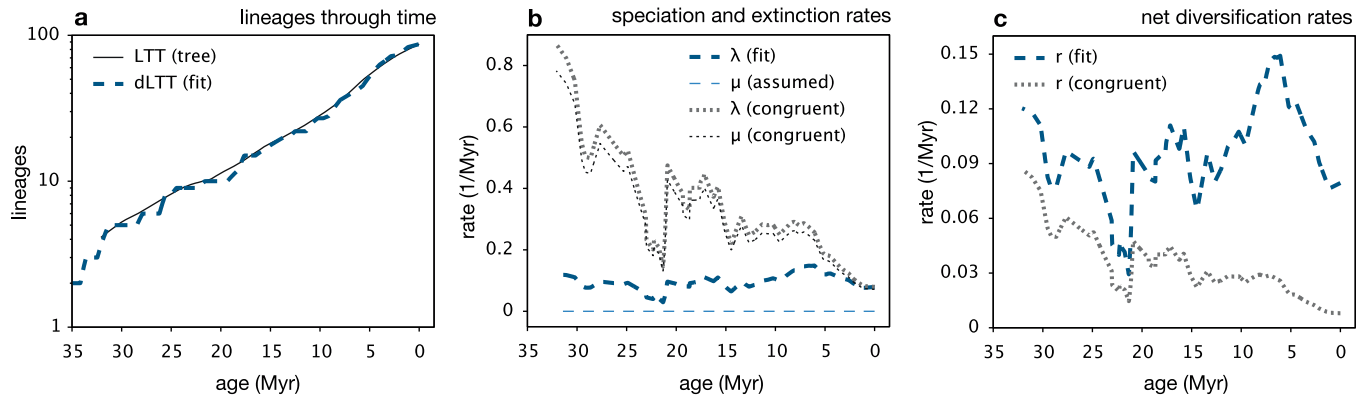 a lineages through time
100
10
1
lineages
LTT (tree)
dLTT (fit)
35 30 25 20 15 10 5 0
age (Myr)
b speciation and extinction rates
0.8
0.6
0.4
0.2
0
rate (1/Myr)
λ (fit)
μ (assumed)
λ (congruent)
μ (congruent)
35 30 25 20 15 10 5 0
age (Myr)
c net diversification rates
0.15
0.12
0.09
0.06
0.03
0
rate (1/Myr)
r (fit)
r (congruent)
35 30 25 20 15 10 5 0
age (Myr)